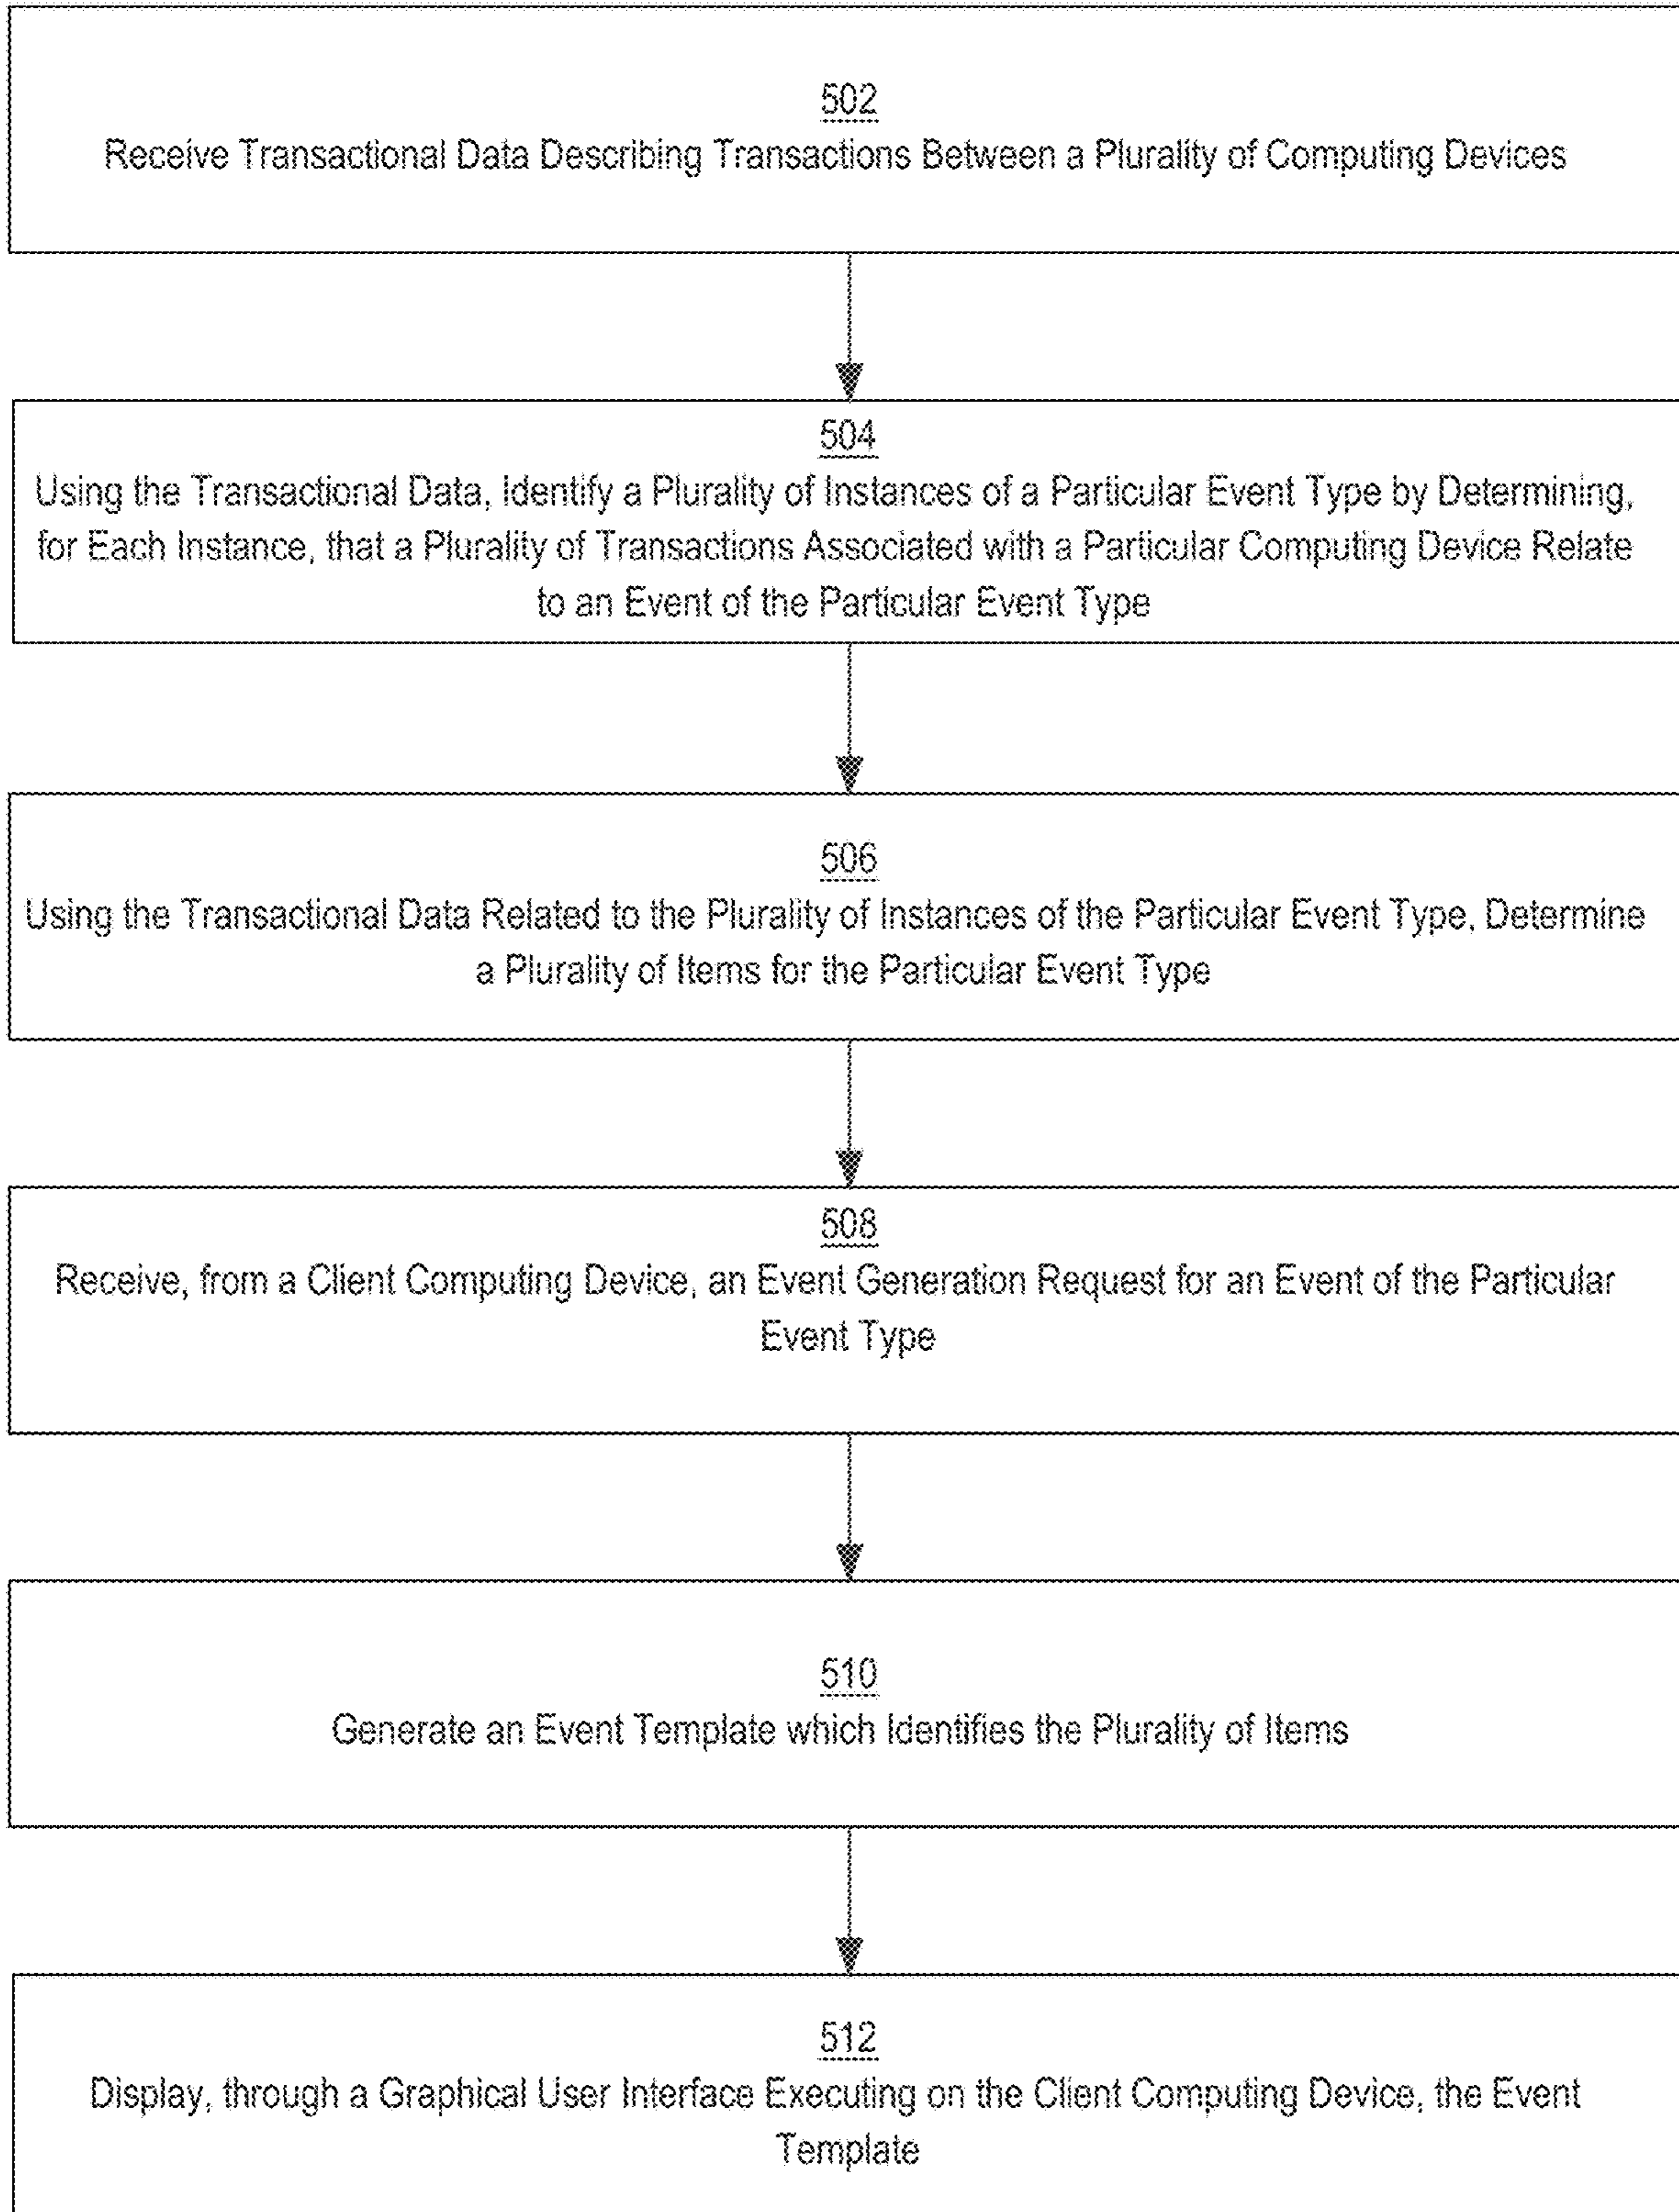 502
Receive Transactional Data Describing Transactions Between a Plurality of Computing Devices
504
Using the Transactional Data, Identify a Plurality of Instances of a Particular Event Type by Determining,
for Each Instance, that a Plurality of Transactions Associated with a Particular Computing Device Relate
to an Event of the Particular Event Type
506
Using the Transactional Data Related to the Plurality of Instances of the Particular Event Type, Determine
a Plurality of Items for the Particular Event Type
508
Receive, from a Client Computing Device, an Event Generation Request for an Event of the Particular
Event Type
510
Generate an Event Template which Identifies the Plurality of Items
512
Display, through a Graphical User Interface Executing on the Client Computing Device, the Event
Template